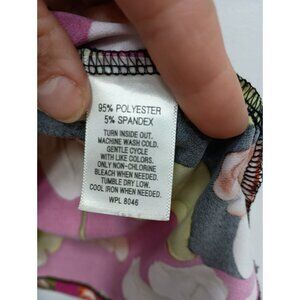 95% POLYESTER
5% SPANDEX
TURN INSIDE OUT.
MACHINE WASH COLD.
GENTLE CYCLE
WITH LIKE COLORS.
ONLY NON-CHLORINE
BLEACH WHEN NEEDED.
TUMBLE DRY LOW.
COOL IRON WHEN NEEDED.
WPL 8046